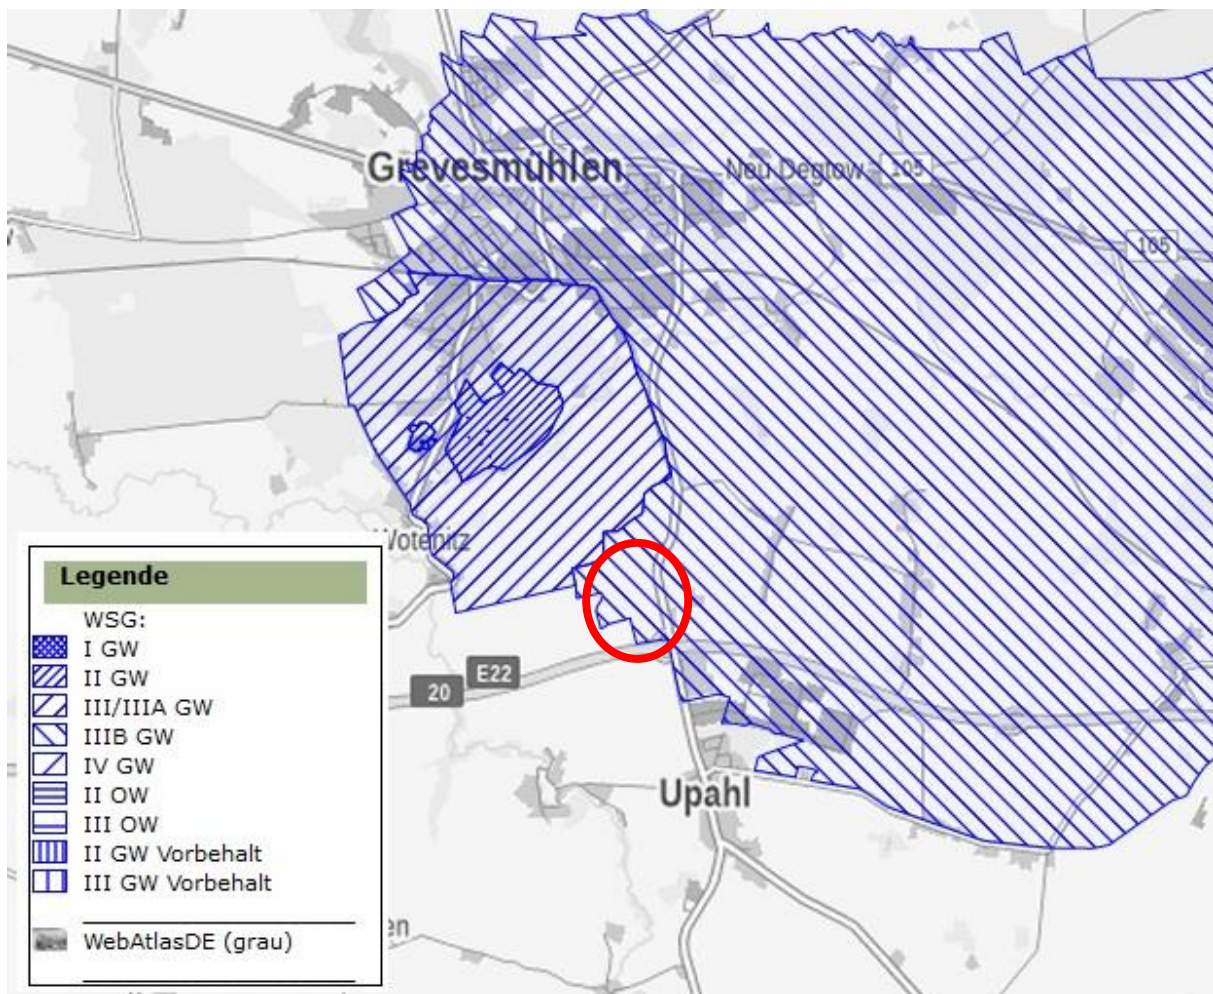 Grevesmühlen
Neu Degtow
105
105
Wotenitz
E22
20
Upahl
en
Legende
WSG:
I GW
II GW
III/IIIA GW
IIIB GW
IV GW
II OW
III OW
II GW Vorbehalt
III GW Vorbehalt
WebAtlasDE (grau)